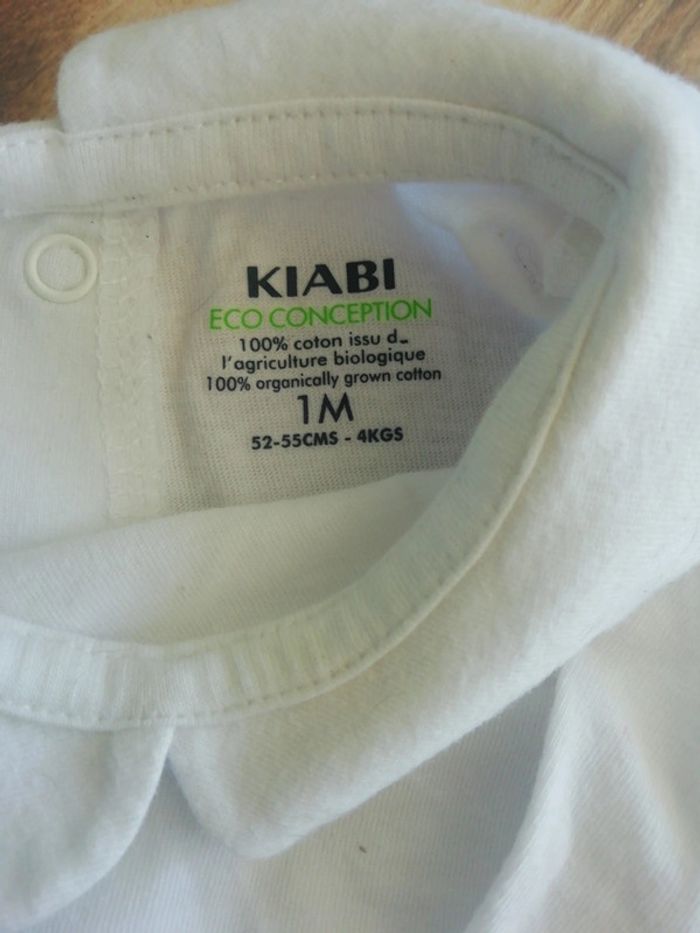 KIABI
ECO CONCEPTION
100% coton issu d
l'agriculture biologique
100% organically grown cotton
1M
52-55CMS - 4KGS